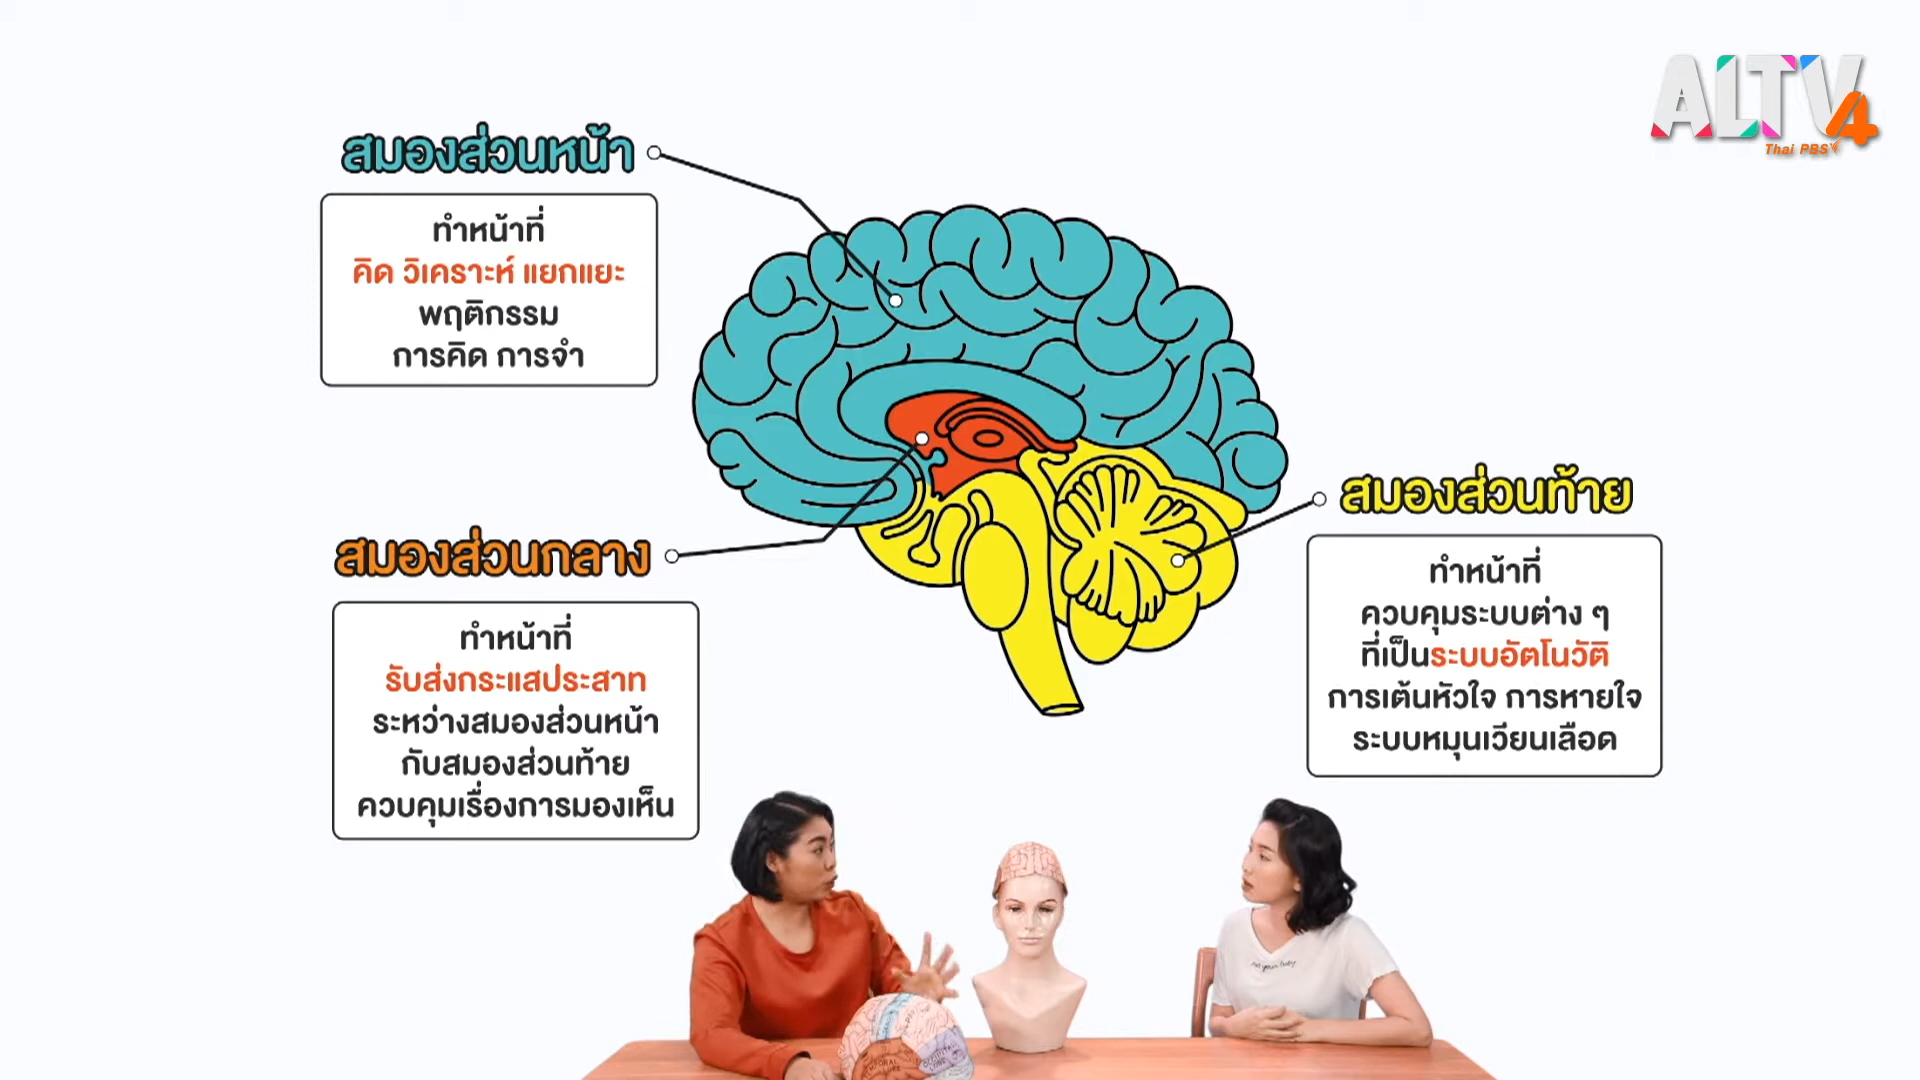 ALTV4
Thai PBS
สมองส่วนหน้า
ทำหน้าที่
คิด วิเคราะห์ แยกแยะ
พฤติกรรม
การคิด การจำ
สมองส่วนกลาง
ทำหน้าที่
รับส่งกระแสประสาท
ระหว่างสมองส่วนหน้า
กับสมองส่วนท้าย
ควบคุมเรื่องการมองเห็น
สมองส่วนท้าย
ทำหน้าที่
ควบคุมระบบต่าง ๆ
ที่เป็นระบบอัตโนวัติ
การเต้นหัวใจ การหายใจ
ระบบหมุนเวียนเลือด